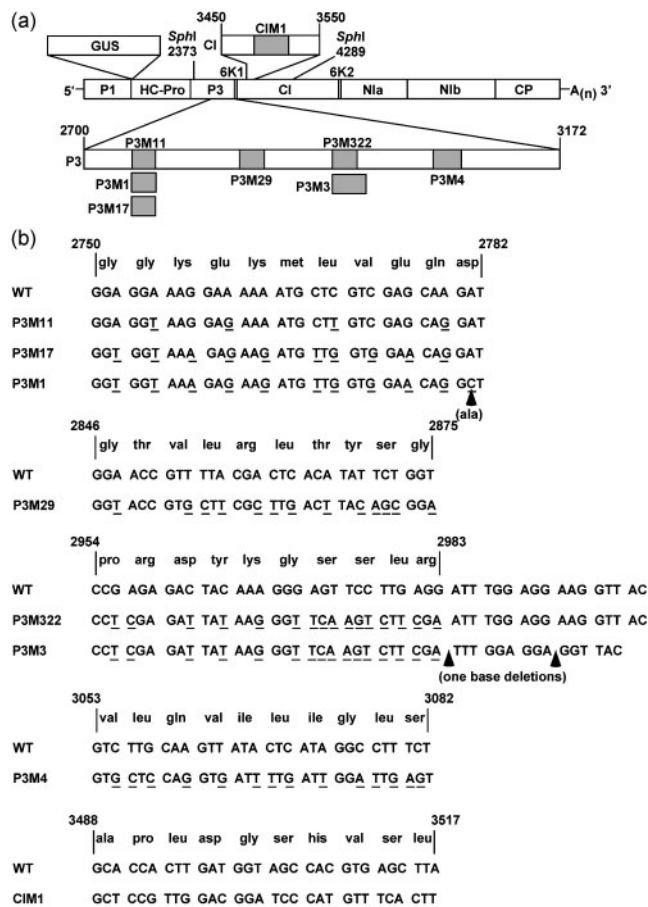 (a)
3450 3550
SphI CIM1 SphI
GUS 2373 CI 4289
6K1 6K2
5' P1 HC-Pro P3 CI NIa NIb CP A(n) 3'
2700 3172
P3M11 P3M322
P3
P3M1 P3M29 P3M3 P3M4
P3M17
(b)
2750 2782
gly gly lys glu lys met leu val glu gln asp
WT GGA GGA AAG GAA AAA ATG CTC GTC GAG CAA GAT
P3M11 GGA GGT AAG GAG AAA ATG CTT GTC GAG CAG GAT
P3M17 GGT GGT AAA GAG AAG ATG TTG GTG GAA CAG GAT
P3M1 GGT GGT AAA GAG AAG ATG TTG GTG GAA CAG GCT
(ala)
2846 2875
gly thr val leu arg leu thr tyr ser gly
WT GGA ACC GTT TTA CGA CTC ACA TAT TCT GGT
P3M29 GGT ACC GTG CTT CGC TTG ACT TAC AGC GGA
2954 2983
pro arg asp tyr lys gly ser ser leu arg
WT CCG AGA GAC TAC AAA GGG AGT TCC TTG AGG ATT TGG AGG AAG GTT AC
P3M322 CCT CGA GAT TAT AAG GGT TCA AGT CTT CGA ATT TGG AGG AAG GTT AC
P3M3 CCT CGA GAT TAT AAG GGT TCA AGT CTT CGA TTT GGA GGA GGT TAC
(one base deletions)
3053 3082
val leu gln val ile leu ile gly leu ser
WT GTC TTG CAA GTT ATA CTC ATA GGC CTT TCT
P3M4 GTG CTC CAG GTG ATT TTG ATT GGA TTG AGT
3488 3517
ala pro leu asp gly ser his val ser leu
WT GCA CCA CTT GAT GGT AGC CAC GTG AGC TTA
CIM1 GCT CCG TTG GAC GGA TCC CAT GTT TCA CTT